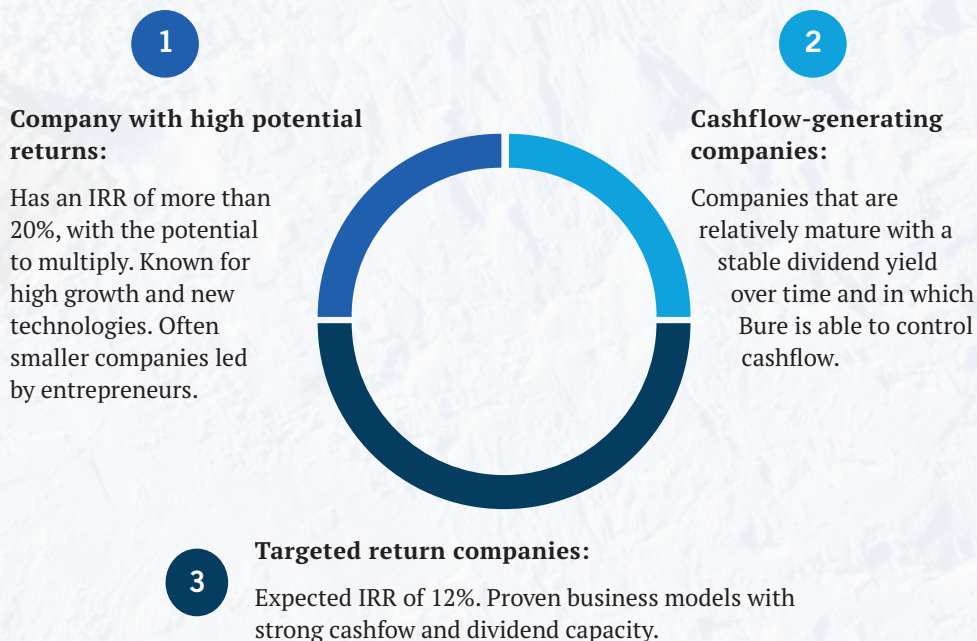 1
Company with high potential
returns:
Has an IRR of more than
20%, with the potential
to multiply. Known for
high growth and new
technologies. Often
smaller companies led
by entrepreneurs.
2
Cashflow-generating
companies:
Companies that are
relatively mature with a
stable dividend yield
over time and in which
Bure is able to control
cashflow.
3
Targeted return companies:
Expected IRR of 12%. Proven business models with
strong cashfow and dividend capacity.